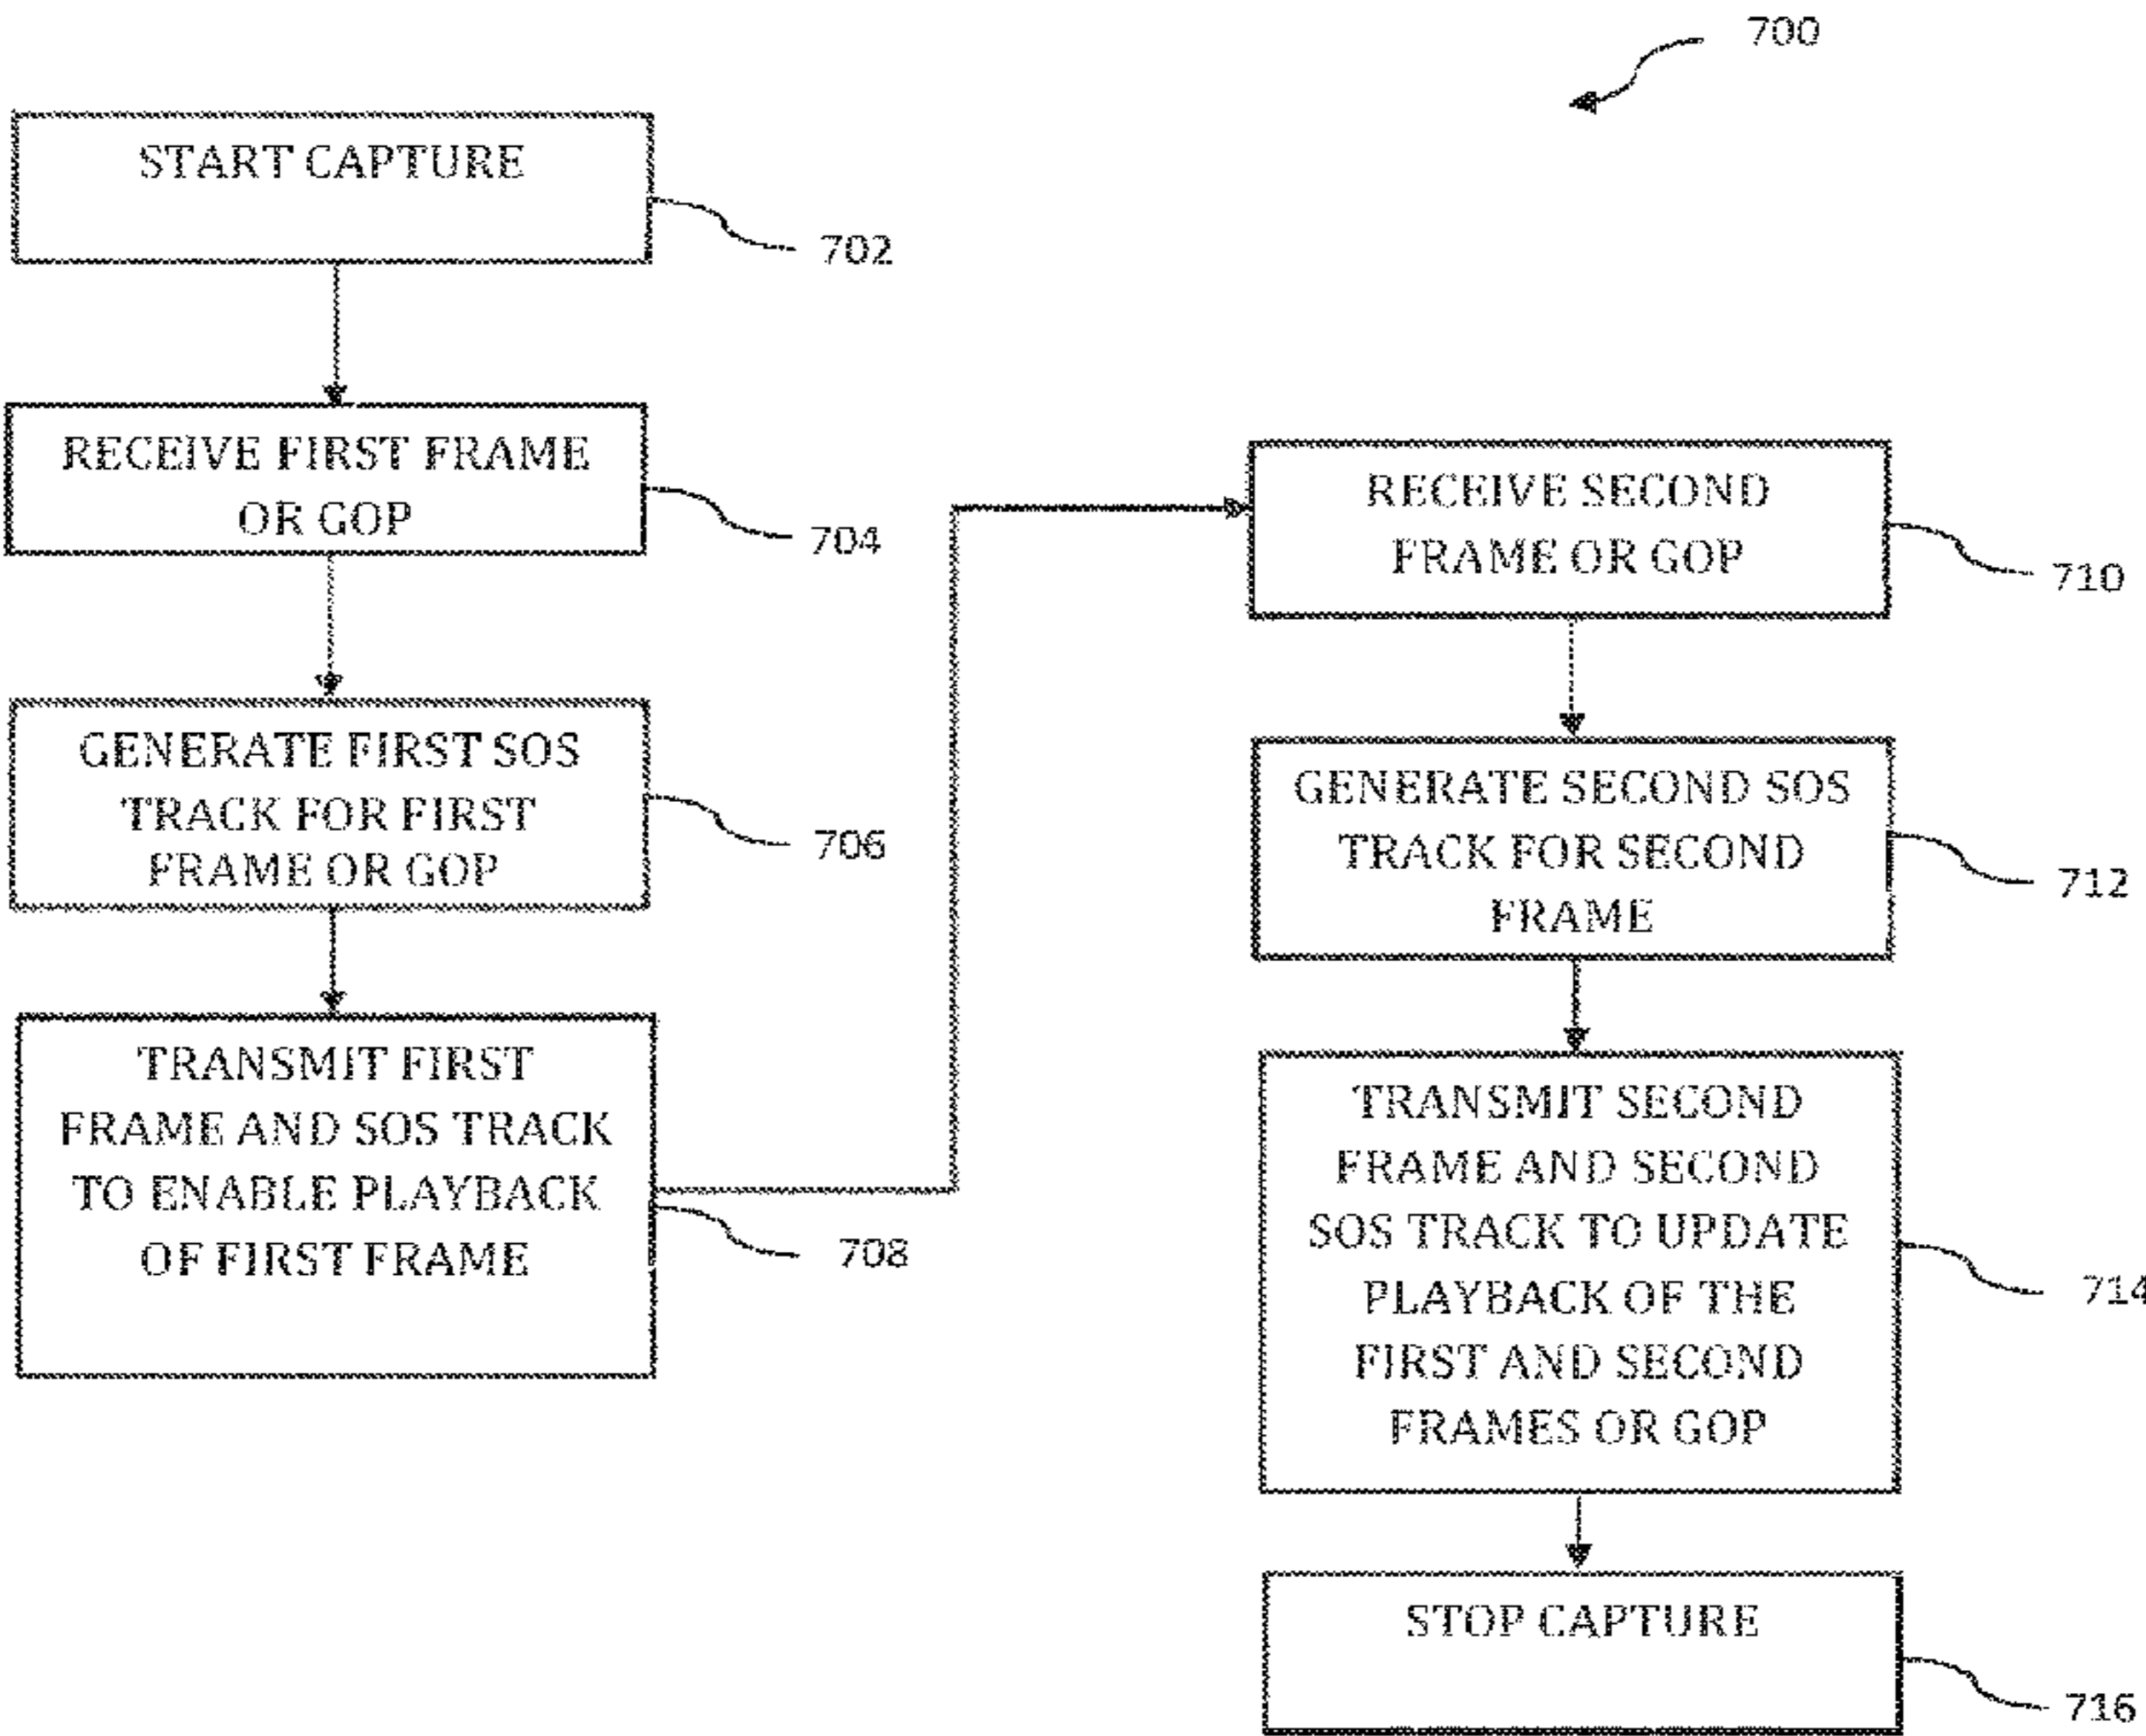 700
START CAPTURE
702
RECEIVE FIRST FRAME
OR GOP
704
GENERATE FIRST SOS
TRACK FOR FIRST
FRAME OR GOP
706
TRANSMIT FIRST
FRAME AND SOS TRACK
TO ENABLE PLAYBACK
OF FIRST FRAME
708
RECEIVE SECOND
FRAME OR GOP
710
GENERATE SECOND SOS
TRACK FOR SECOND
FRAME
712
TRANSMIT SECOND
FRAME AND SECOND
SOS TRACK TO UPDATE
PLAYBACK OF THE
FIRST AND SECOND
FRAMES OR GOP
714
STOP CAPTURE
716